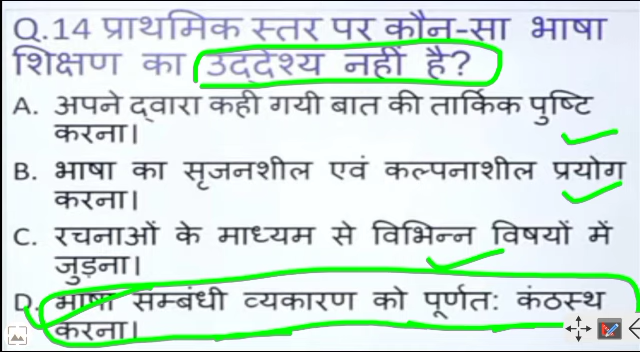 Q.14 प्राथमिक स्तर पर कौन-सा भाषा
शिक्षण का उद्देश्य नहीं है?
A. अपने द्वारा कही गयी बात की तार्किक पुष्टि
करना।
B. भाषा का सृजनशील एवं कल्पनाशील प्रयोग
करना।
C. रचनाओं के माध्यम से विभिन्न विषयों में
जुड़ना।
D. भाषा सम्बंधी व्यकारण को पूर्णत: कंठस्थ
करना।